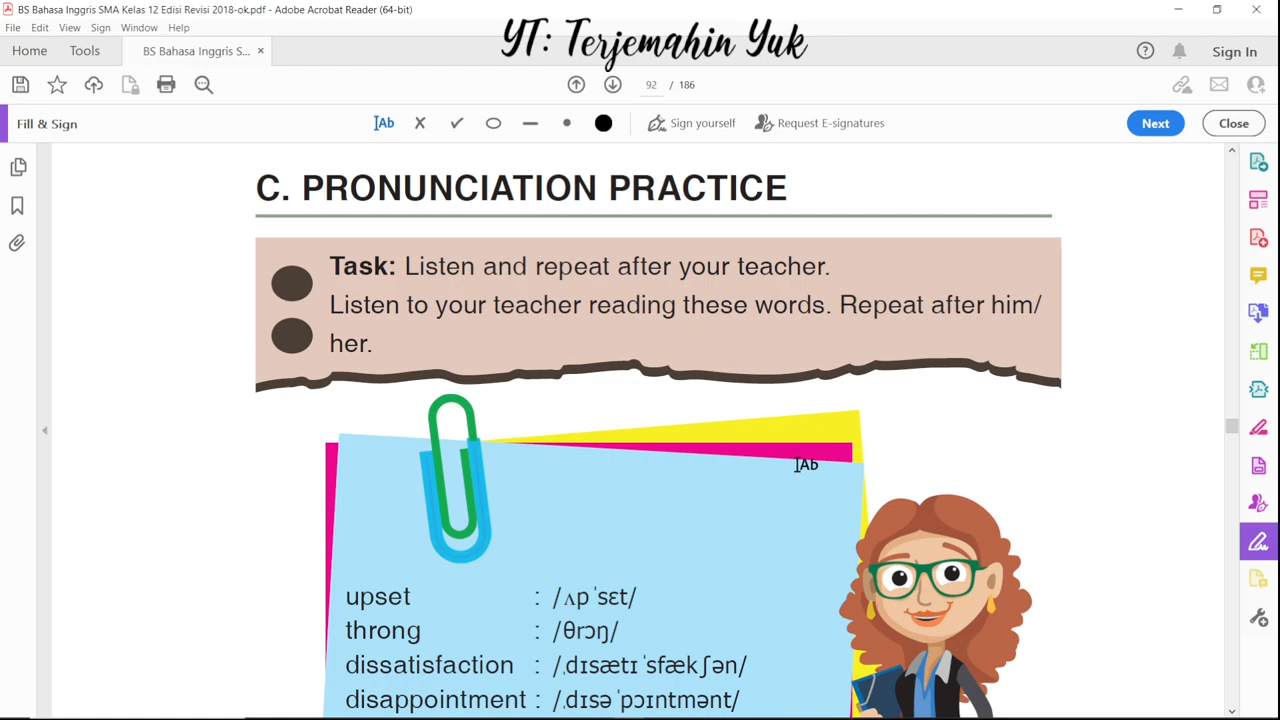 BS Bahasa Inggris SMA Kelas 12 Edisi Revisi 2018-ok.pdf - Adobe Acrobat Reader (64-bit)
File Edit View Sign Window Help
YT: Terjemahin Yuk
Home Tools BS Bahasa Inggris S... × Sign In
92 / 186
Fill & Sign Ab Sign yourself Request E-signatures Next Close
C. PRONUNCIATION PRACTICE
Task: Listen and repeat after your teacher.
Listen to your teacher reading these words. Repeat after him/
her.
Ab
upset : /ʌpˈsɛt/
throng : /θrɔŋ/
dissatisfaction : /ˌdɪsætɪˈsfækʃən/
disappointment : /ˌdɪsəˈpɔɪntmənt/